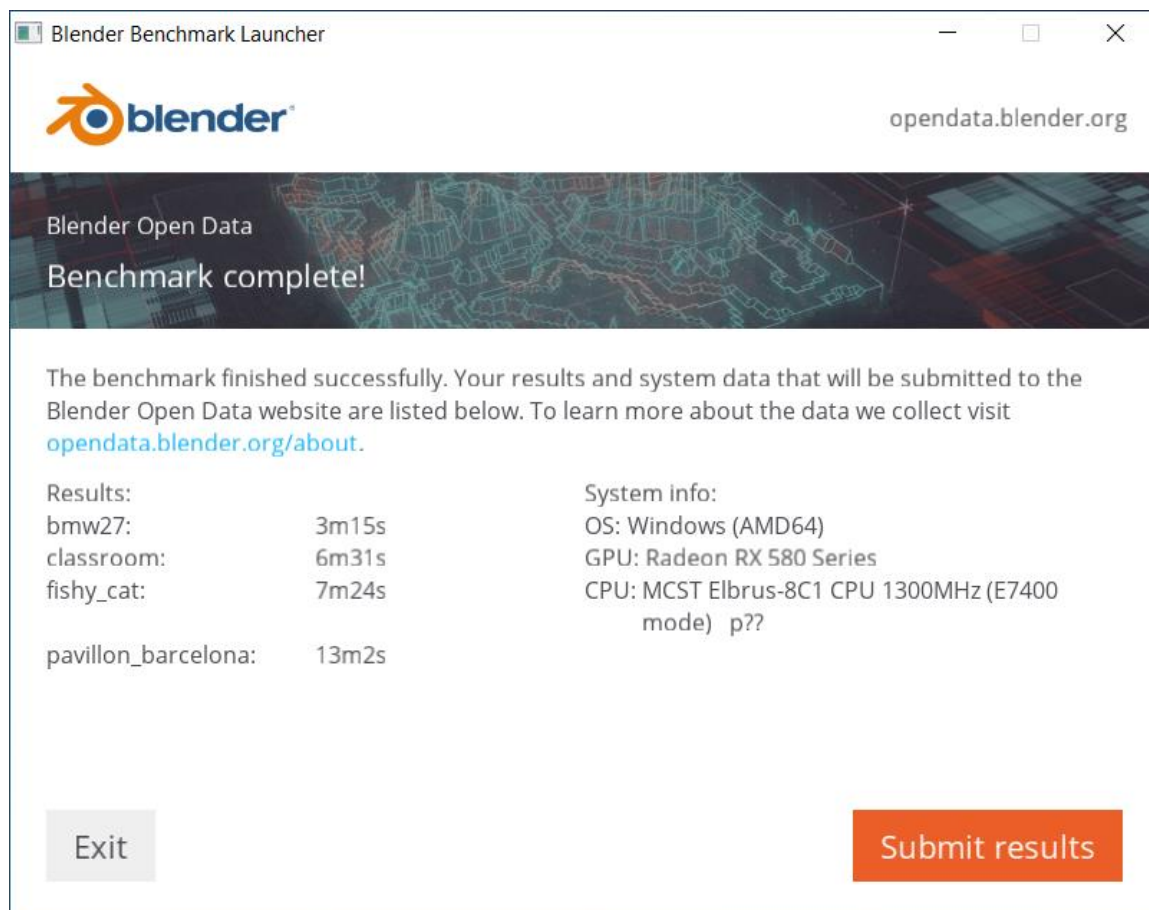 Blender Benchmark Launcher
blender
opendata.blender.org
Blender Open Data
Benchmark complete!
The benchmark finished successfully. Your results and system data that will be submitted to the
Blender Open Data website are listed below. To learn more about the data we collect visit
opendata.blender.org/about.
Results:
bmw27: 3m15s
classroom: 6m31s
fishy_cat: 7m24s
pavillon_barcelona: 13m2s
System info:
OS: Windows (AMD64)
GPU: Radeon RX 580 Series
CPU: MCST Elbrus-8C1 CPU 1300MHz (E7400
mode) p??
Exit
Submit results